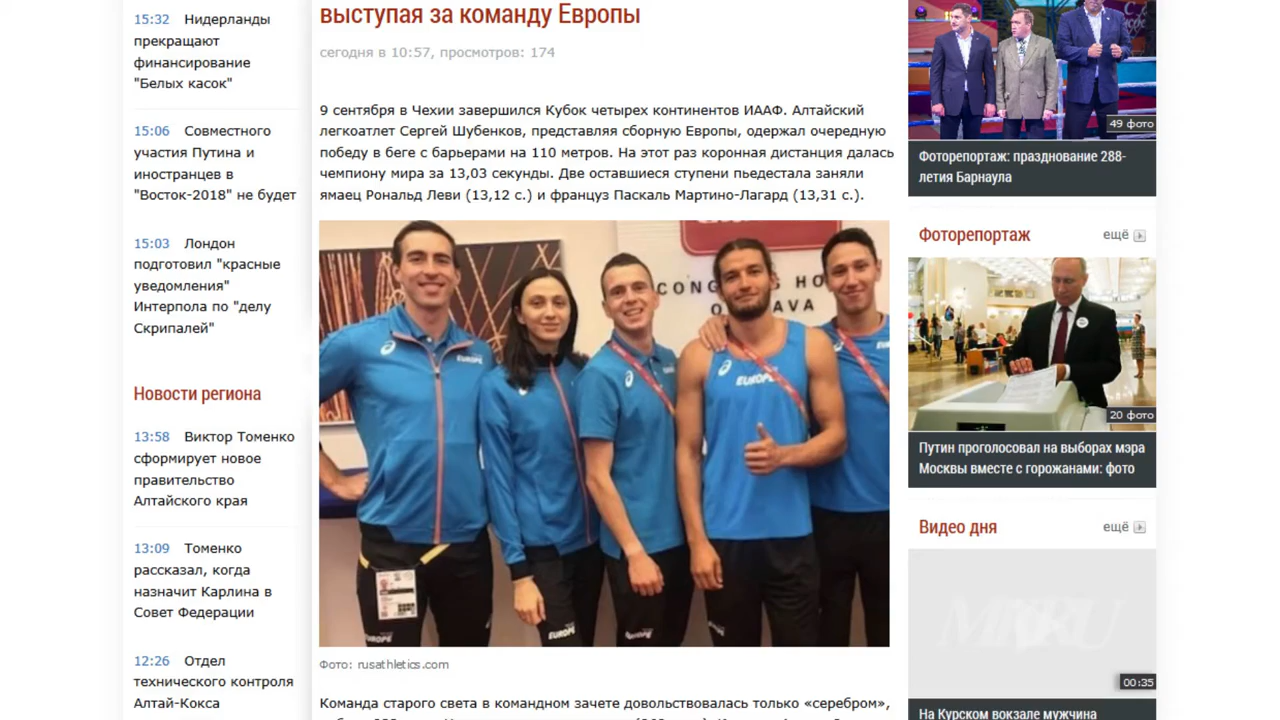 15:32 Нидерланды
прекращают
финансирование
"Белых касок"
15:06 Совместного
участия Путина и
иностранцев в
"Восток-2018" не будет
15:03 Лондон
подготовил "красные
уведомления"
Интерпола по "делу
Скрипалей"
Новости региона
13:58 Виктор Томенко
сформирует новое
правительство
Алтайского края
13:09 Томенко
рассказал, когда
назначит Карлина в
Совет Федерации
12:26 Отдел
технического контроля
Алтай-Кокса
выступая за команду Европы
сегодня в 10:57, просмотров: 174
9 сентября в Чехии завершился Кубок четырех континентов ИААФ. Алтайский
легкоатлет Сергей Шубенков, представляя сборную Европы, одержал очередную
победу в беге с барьерами на 110 метров. На этот раз коронная дистанция далась
чемпиону мира за 13,03 секунды. Две оставшиеся ступени пьедестала заняли
ямаец Рональд Леви (13,12 с.) и француз Паскаль Мартино-Лагард (13,31 с.).
CONG S HO
O AVA
EUROPE
EUROPE
EUROPE
EUROPE
EUROPE
Фото: rusathletics.com
Команда старого света в командном зачете довольствовалась только «серебром»,
49 фото
Фоторепортаж: празднование 288-
летия Барнаула
Фоторепортаж ещё
20 фото
Путин проголосовал на выборах мэра
Москвы вместе с горожанами: фото
Видео дня ещё
00:35
На Курском вокзале мужчина